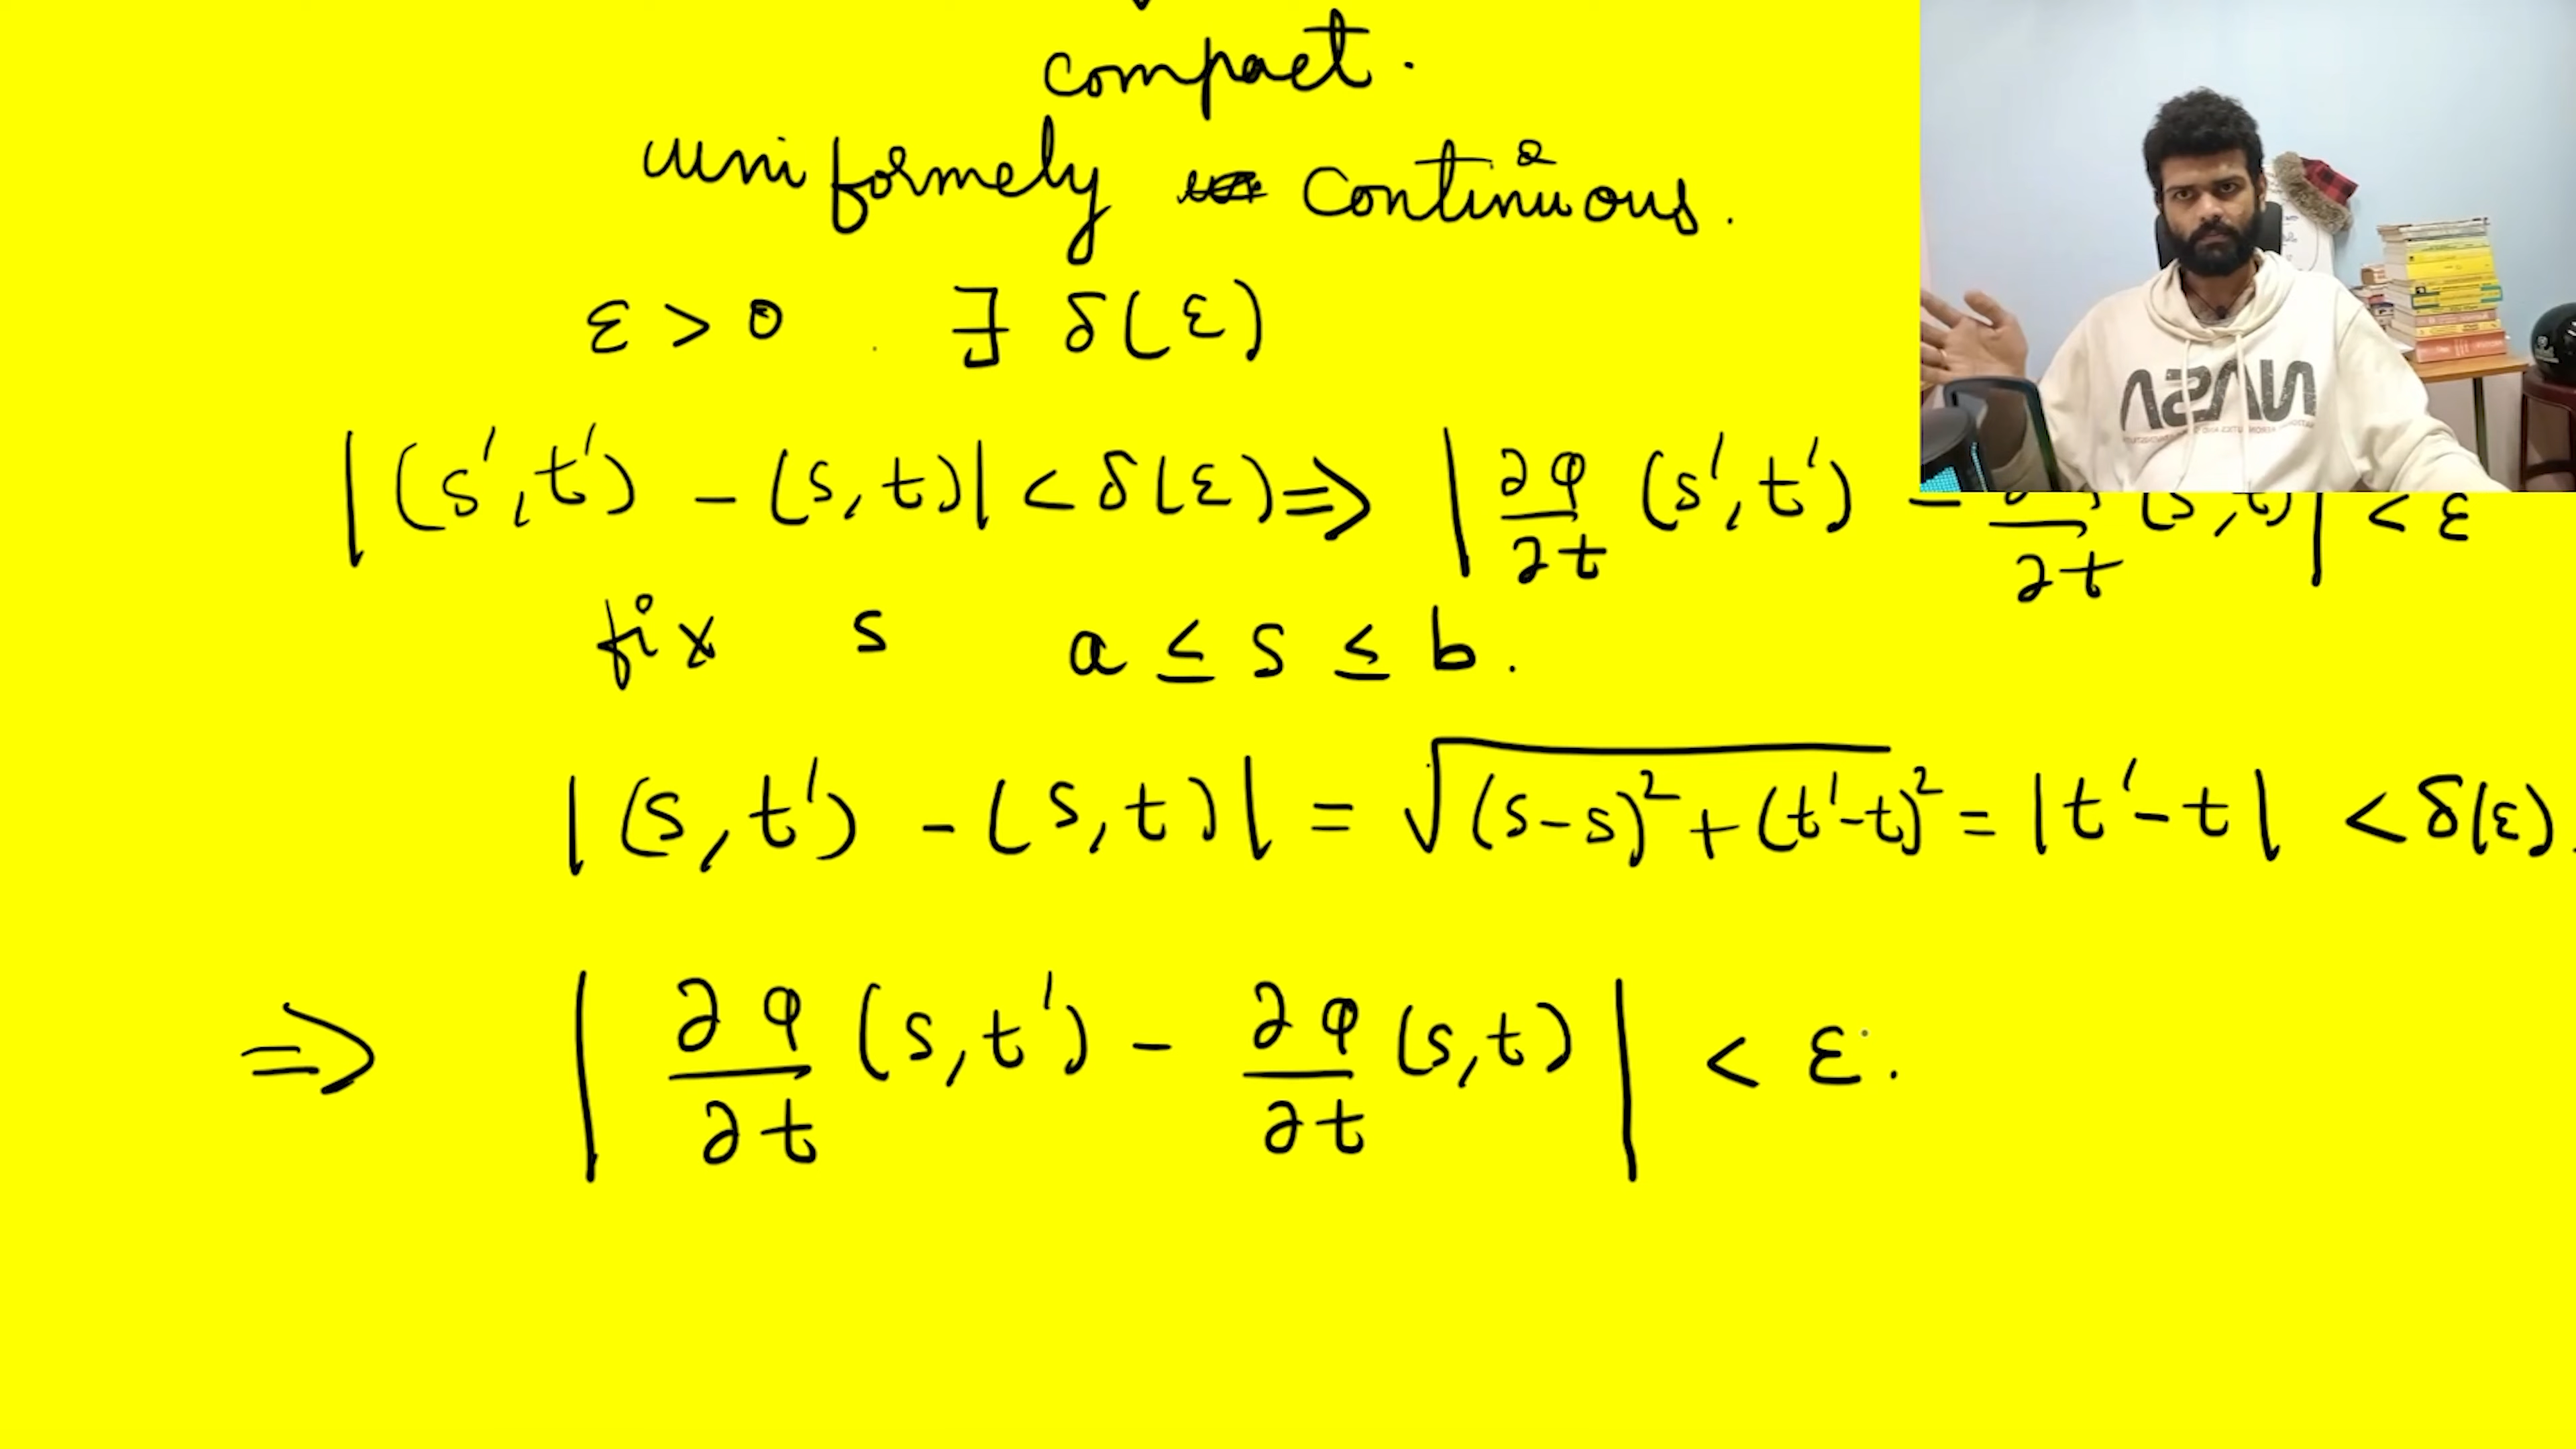 compact.
uniformely continuous.
ε > 0 . ∃ δ(ε)
|(s′,t′) - (s,t)| < δ(ε) ⇒ | ∂φ/∂t (s′,t′) - ∂φ/∂t (s,t) | < ε
fix s a ≤ s ≤ b.
|(s,t′) - (s,t)| = √(s-s)² + (t′-t)² = |t′-t| < δ(ε).
⇒ | ∂φ/∂t (s,t′) - ∂φ/∂t (s,t) | < ε.
NASA